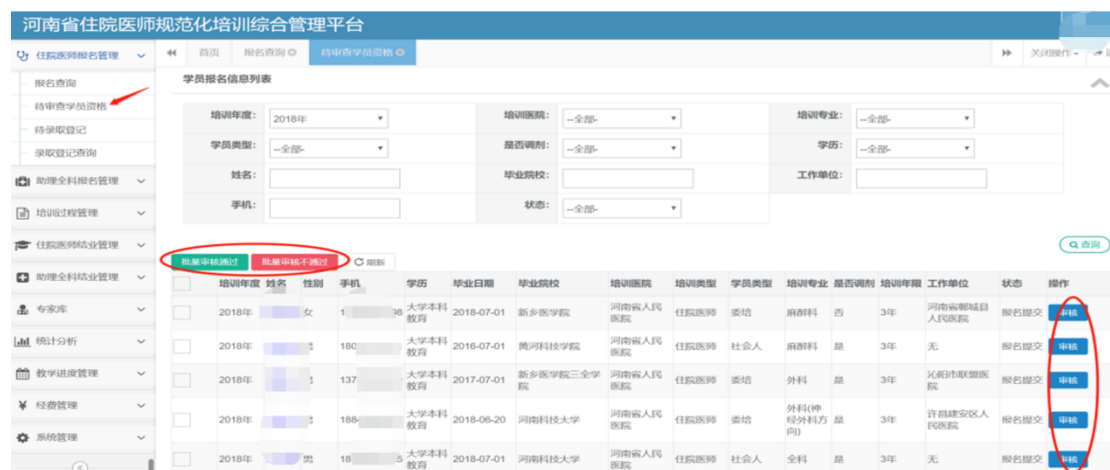 河南省住院医师规范化培训综合管理平台
住院医师报名管理
首页
报名查询
待审查学员资格
关闭操作
报名查询
待审查学员资格
待录取登记
录取登记查询
助理全科报名管理
培训过程管理
住院医师结业管理
助理全科结业管理
专家库
统计分析
教学进度管理
经费管理
系统管理
学员报名信息列表
培训年度： 2018年 培训医院： --全部- 培训专业： --全部-
学员类型： --全部- 是否调剂： --全部- 学历： --全部-
姓名： 毕业院校： 工作单位：
手机： 状态： --全部-
查询
批量审核通过 批量审核不通过 刷新
培训年度 姓名 性别 手机 学历 毕业日期 毕业院校 培训医院 培训类型 学员类型 培训专业 是否调剂 培训年限 工作单位 状态 操作
2018年 女 1 98 大学本科教育 2018-07-01 新乡医学院 河南省人民医院 住院医师 委培 麻醉科 否 3年 河南省郸城县人民医院 报名提交 审核
2018年 180 大学本科教育 2016-07-01 黄河科技学院 河南省人民医院 住院医师 社会人 麻醉科 是 3年 无 报名提交 审核
2018年 137 大学本科教育 2017-07-01 新乡医学院三全学院 河南省人民医院 住院医师 委培 外科 是 3年 沁阳市联盟医院 报名提交 审核
2018年 188 大学本科教育 2018-06-20 河南科技大学 河南省人民医院 住院医师 委培 外科(神经外科方向) 是 3年 许昌建安区人民医院 报名提交 审核
2018年 男 18 5 大学本科教育 2018-07-01 河南科技大学 河南省人民医院 住院医师 社会人 全科 是 3年 无 报名提交 审核